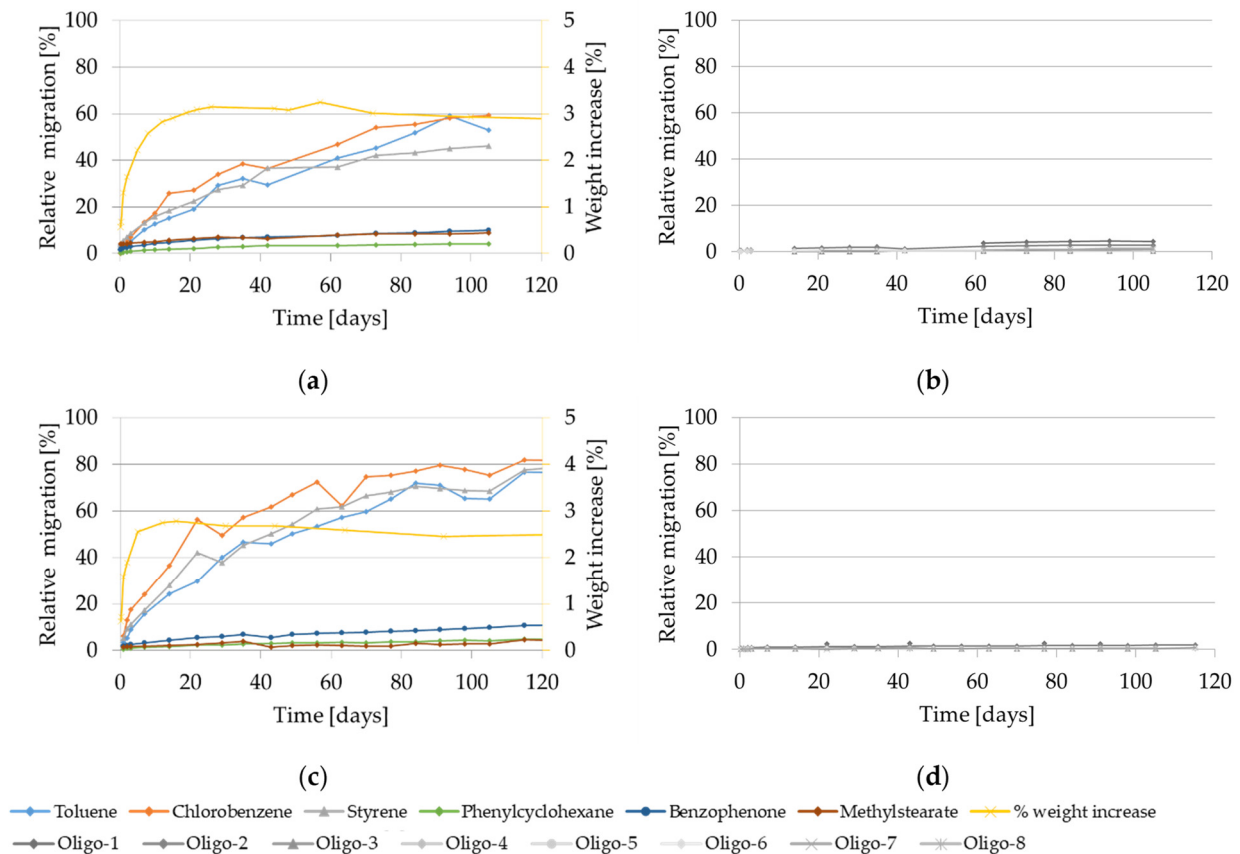 100
80
60
40
20
0
Relative migration [%]
5
4
3
2
1
0
Weight increase [%]
0 20 40 60 80 100 120
Time [days]
(a)
100
80
60
40
20
0
Relative migration [%]
0 20 40 60 80 100 120
Time [days]
(b)
100
80
60
40
20
0
Relative migration [%]
5
4
3
2
1
0
Weight increase [%]
0 20 40 60 80 100 120
Time [days]
(c)
100
80
60
40
20
0
Relative migration [%]
0 20 40 60 80 100 120
Time [days]
(d)
Toluene Chlorobenzene Styrene Phenylcyclohexane Benzophenone Methylstearate % weight increase
Oligo-1 Oligo-2 Oligo-3 Oligo-4 Oligo-5 Oligo-6 Oligo-7 Oligo-8